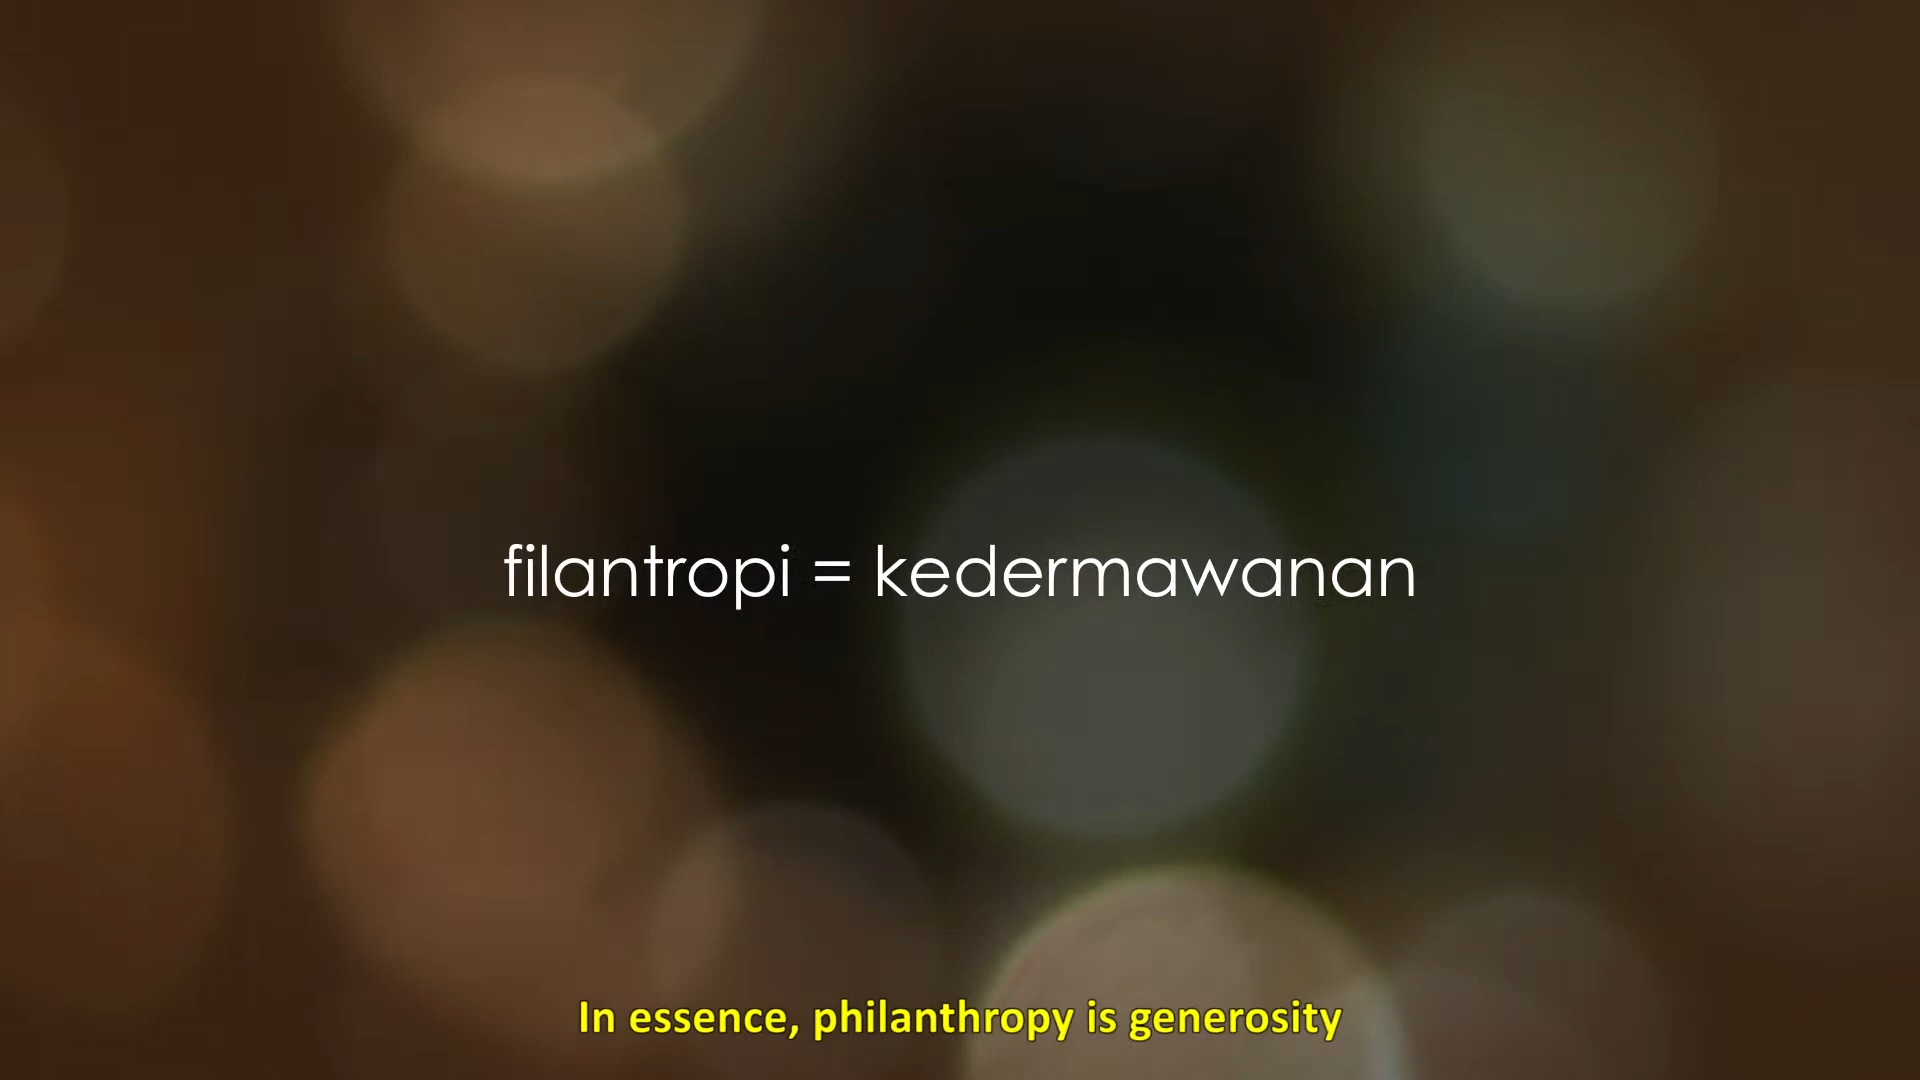 filantropi = kedermawanan
In essence, philanthropy is generosity